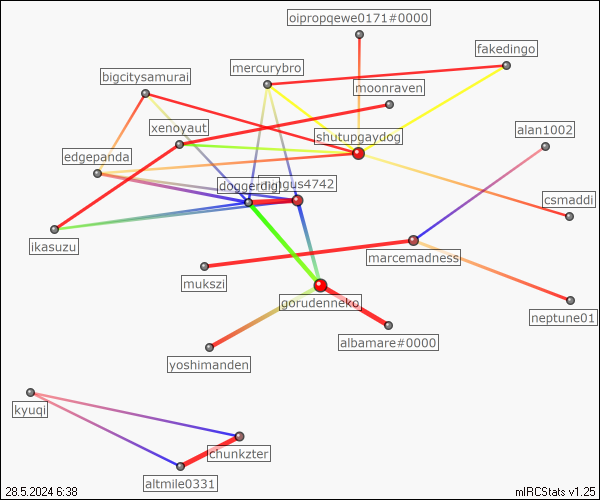 oipropqewe0171#0000
fakedingo
mercurybro
bigcitysamurai
moonraven
xenoyaut
shutupgaydog
alan1002
edgepanda
doggerdig
ngus4742
csmaddi
ikasuzu
marcemadness
mukszi
gorudenneko
neptune01
albamare#0000
yoshimanden
kyuqi
chunkzter
altmile0331
28.5.2024 6:38
mIRCStats v1.25